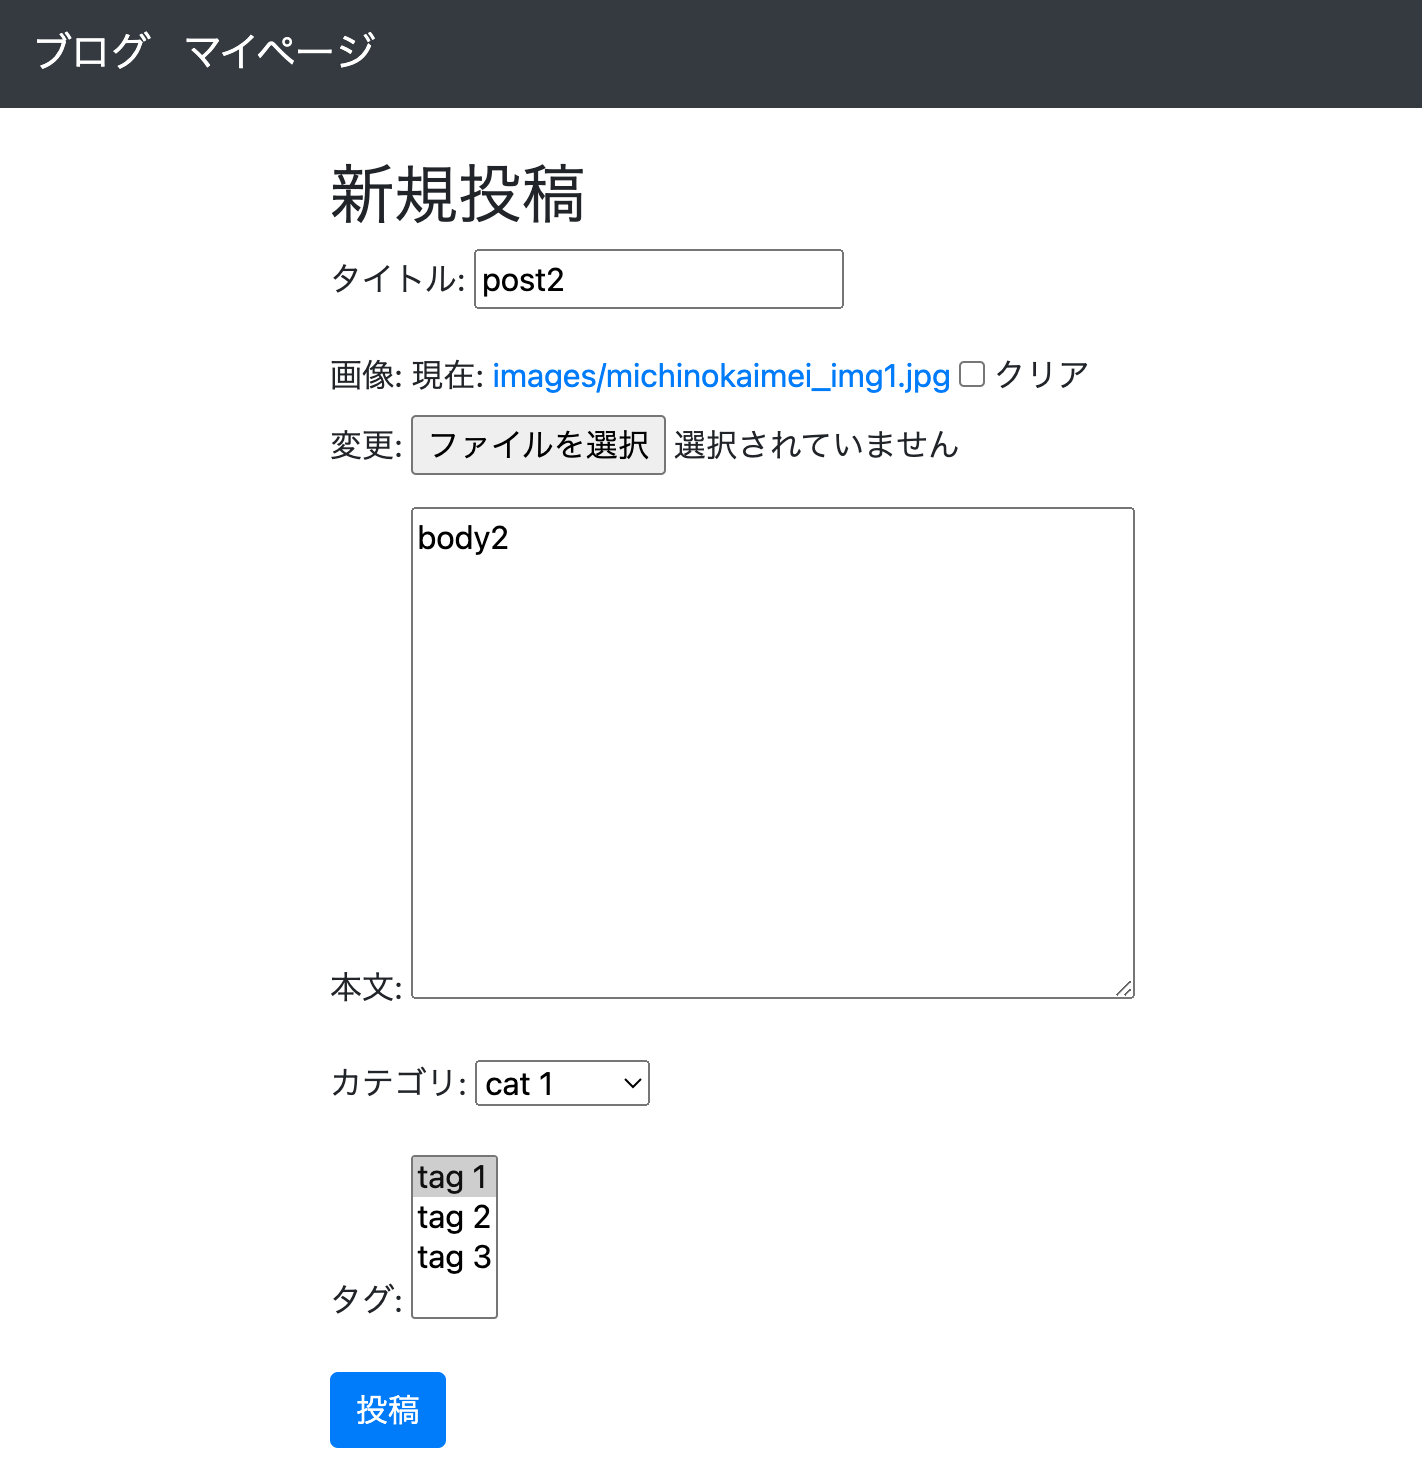 ブログ マイページ
新規投稿
タイトル: post2
画像: 現在: images/michinokaimei_img1.jpg クリア
変更: ファイルを選択 選択されていません
body2
本文:
カテゴリ: cat 1
tag 1
tag 2
tag 3
タグ:
投稿